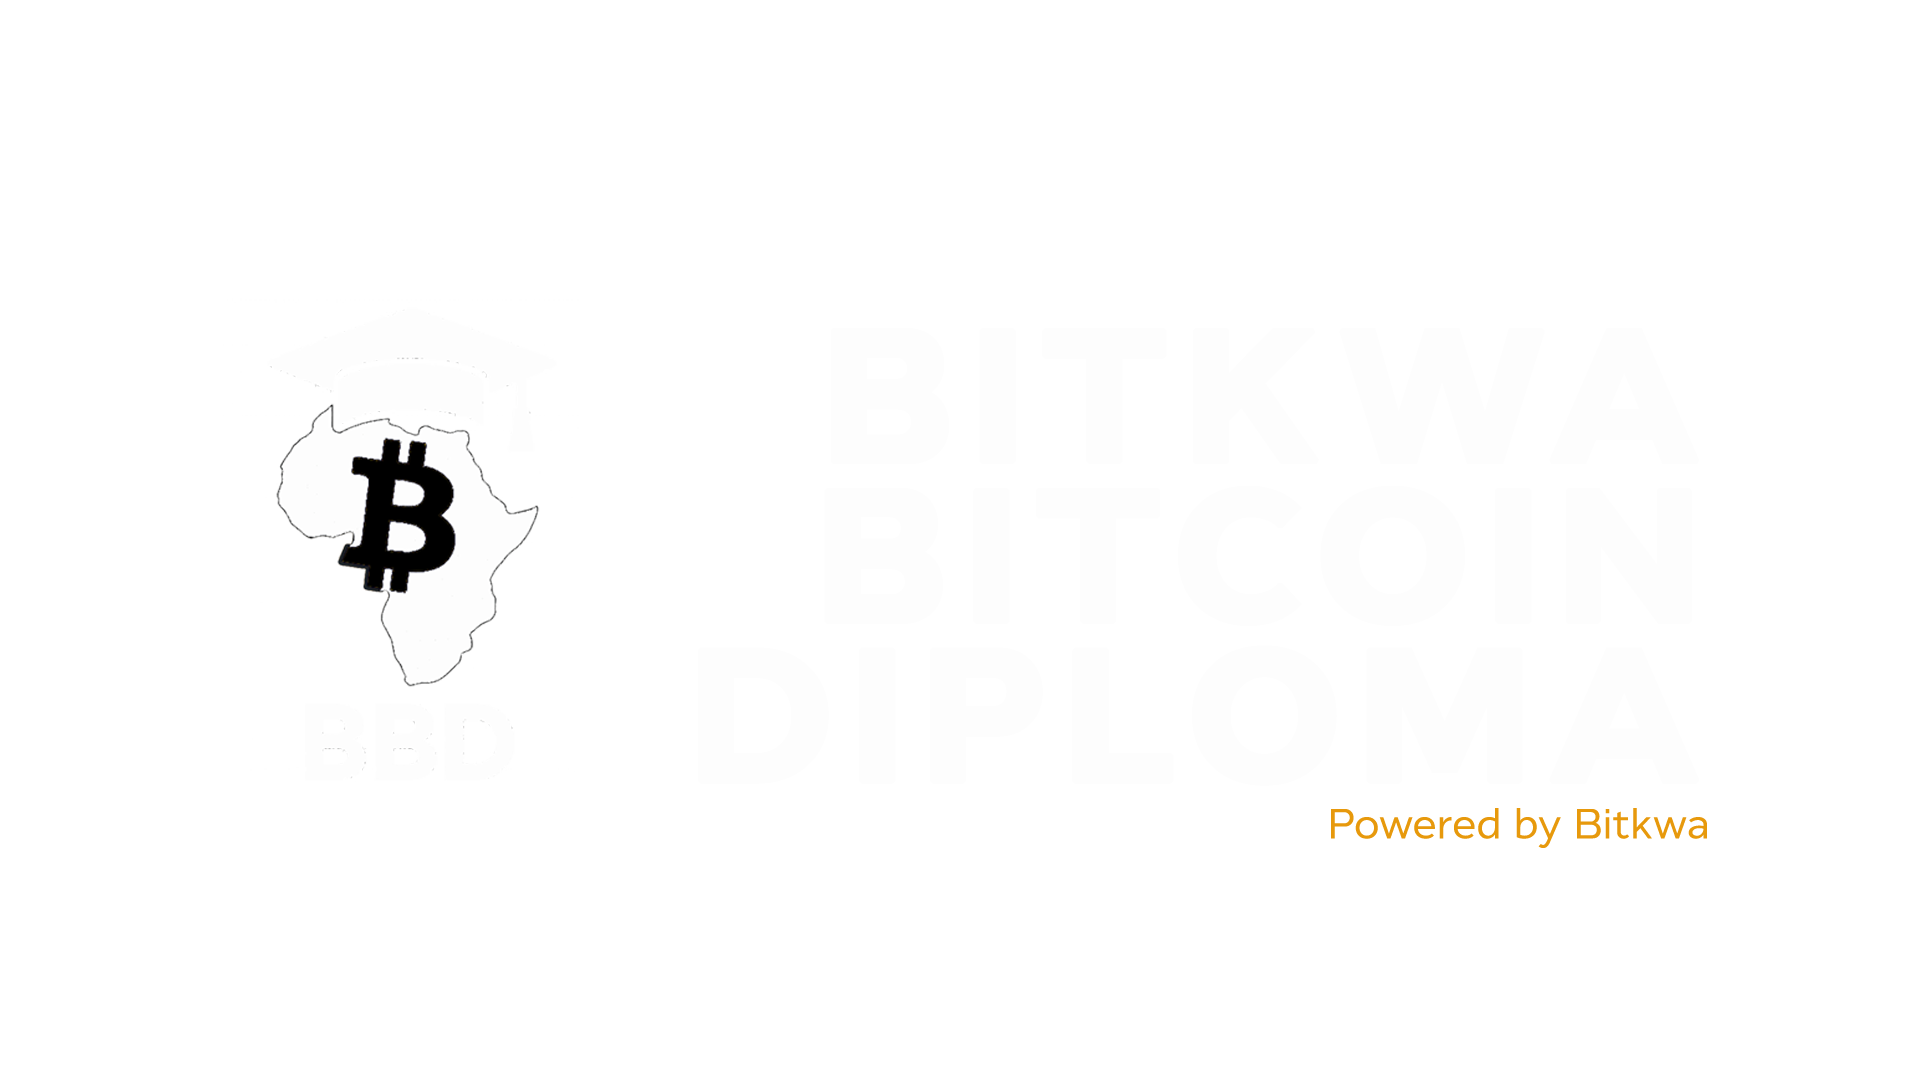 BBD
BITKWA
BITCOIN
DIPLOMA
Powered by Bitkwa